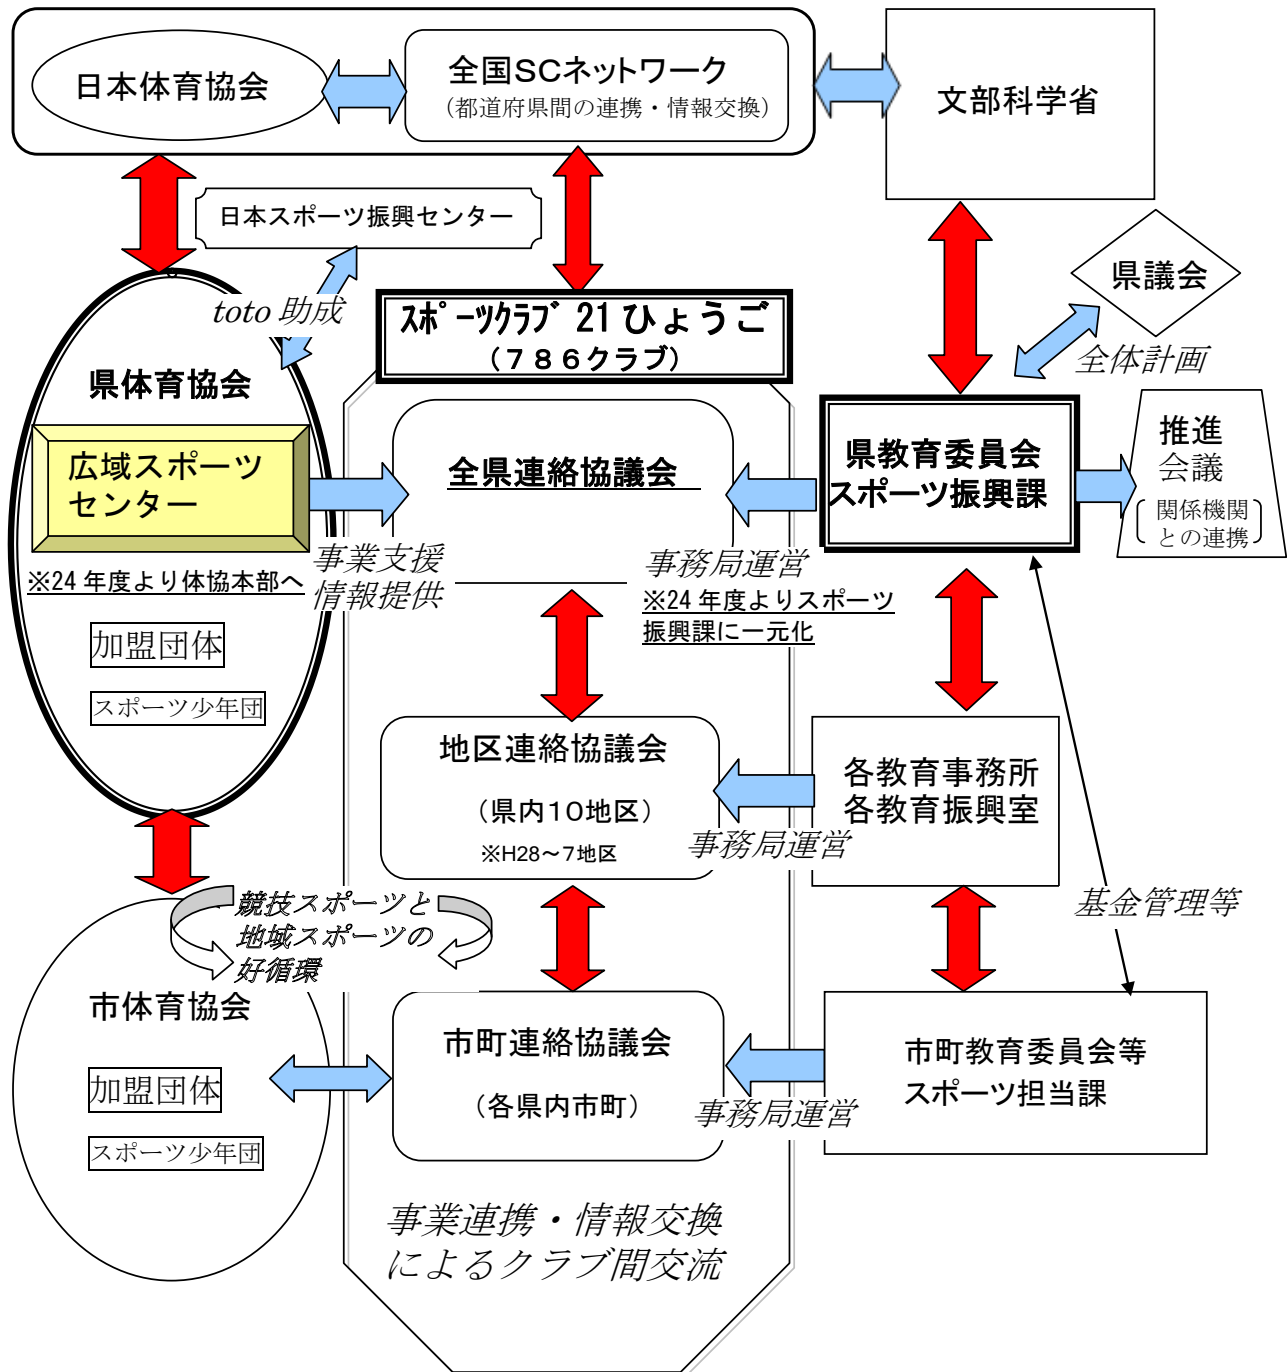 日本体育協会
全国SCネットワーク
（都道府県間の連携・情報交換）
文部科学省
日本スポーツ振興センター
県議会
toto 助成
ｽﾎﾟｰﾂｸﾗﾌﾞ 21 ひょうご
（７８６クラブ）
全体計画
県体育協会
広域スポーツ
センター
※24 年度より体協本部へ
加盟団体
スポーツ少年団
事業支援
情報提供
全県連絡協議会
県教育委員会
スポーツ振興課
推進
会議
関係機関
との連携
事務局運営
※24 年度よりスポーツ
振興課に一元化
地区連絡協議会
（県内１０地区）
※H28～7地区
各教育事務所
各教育振興室
事務局運営
基金管理等
競技スポーツと
地域スポーツの
好循環
市体育協会
加盟団体
スポーツ少年団
市町連絡協議会
（各県内市町）
市町教育委員会等
スポーツ担当課
事務局運営
事業連携・情報交換
によるクラブ間交流